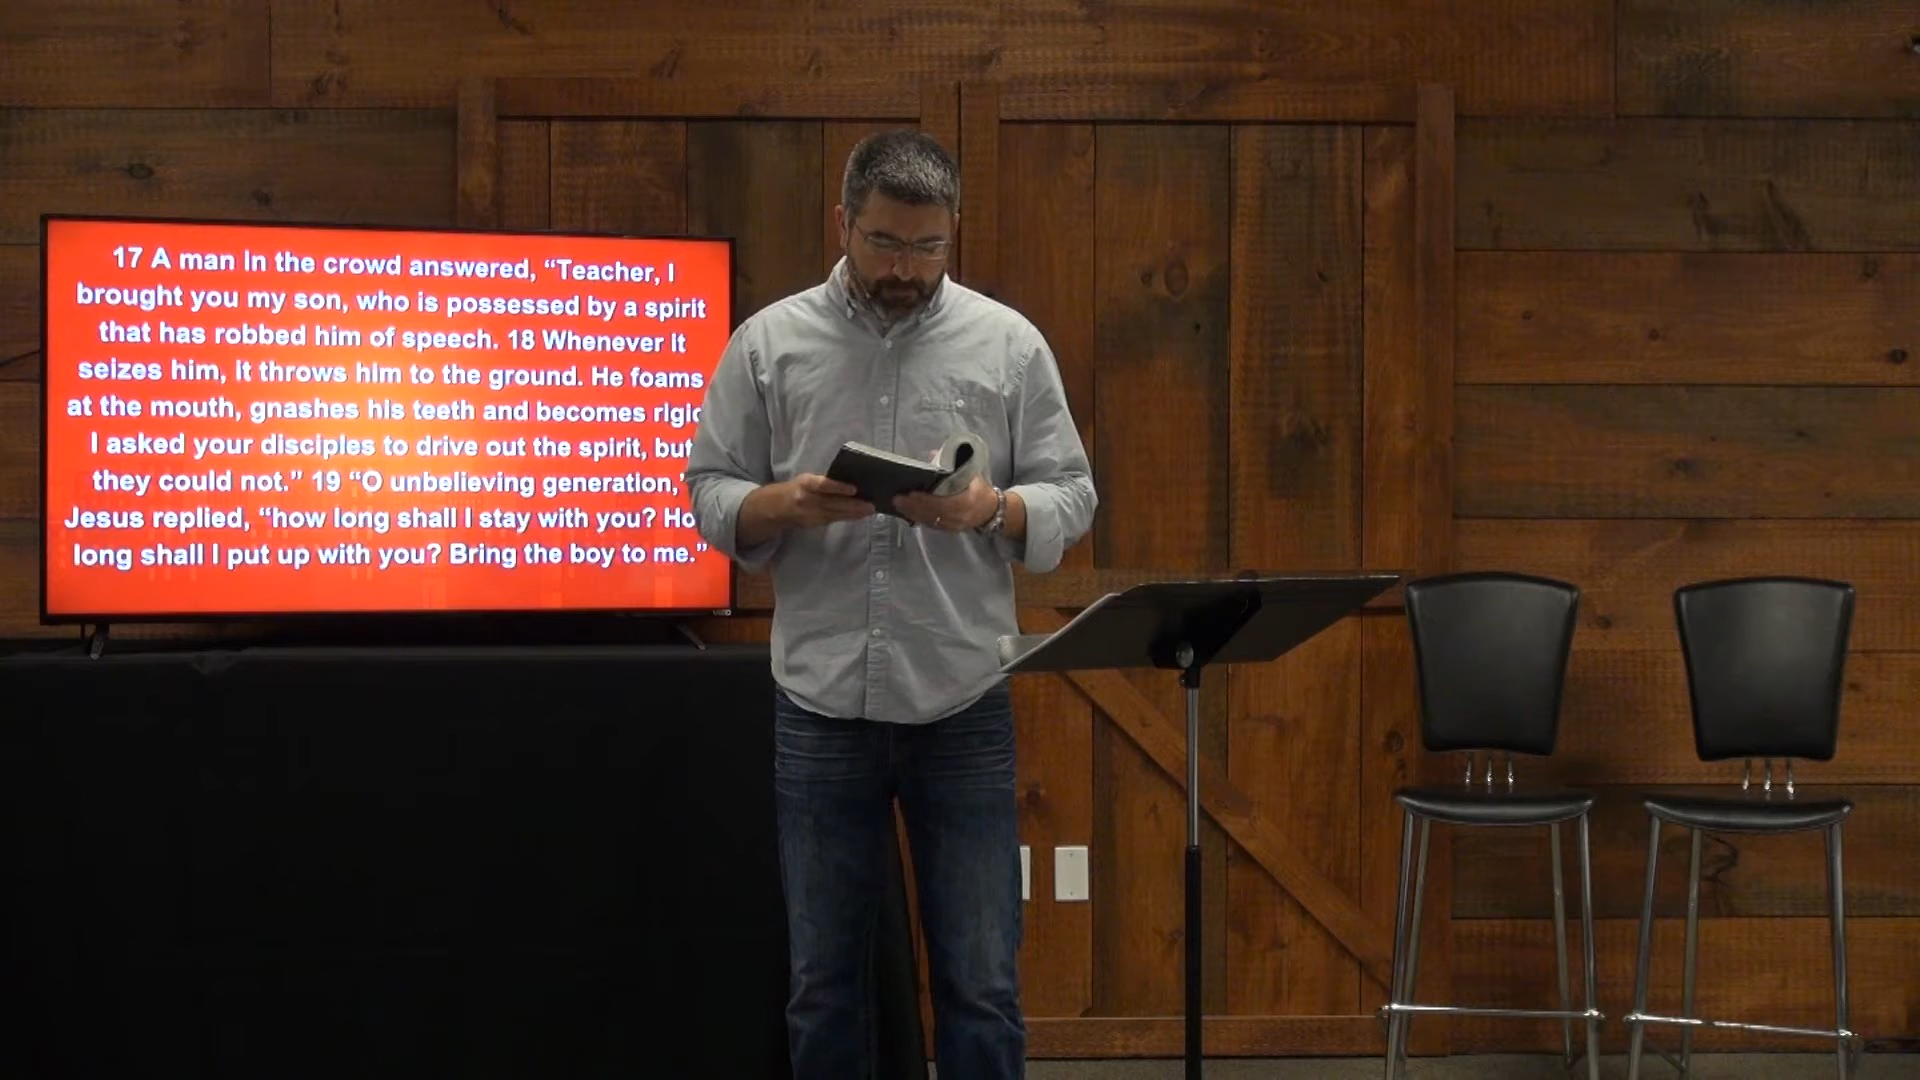 17 A man in the crowd answered, “Teacher, I
brought you my son, who is possessed by a spirit
that has robbed him of speech. 18 Whenever it
seizes him, it throws him to the ground. He foams
at the mouth, gnashes his teeth and becomes rigid
I asked your disciples to drive out the spirit, but
they could not.” 19 “O unbelieving generation,”
Jesus replied, “how long shall I stay with you? Ho
long shall I put up with you? Bring the boy to me.”
VIZIO